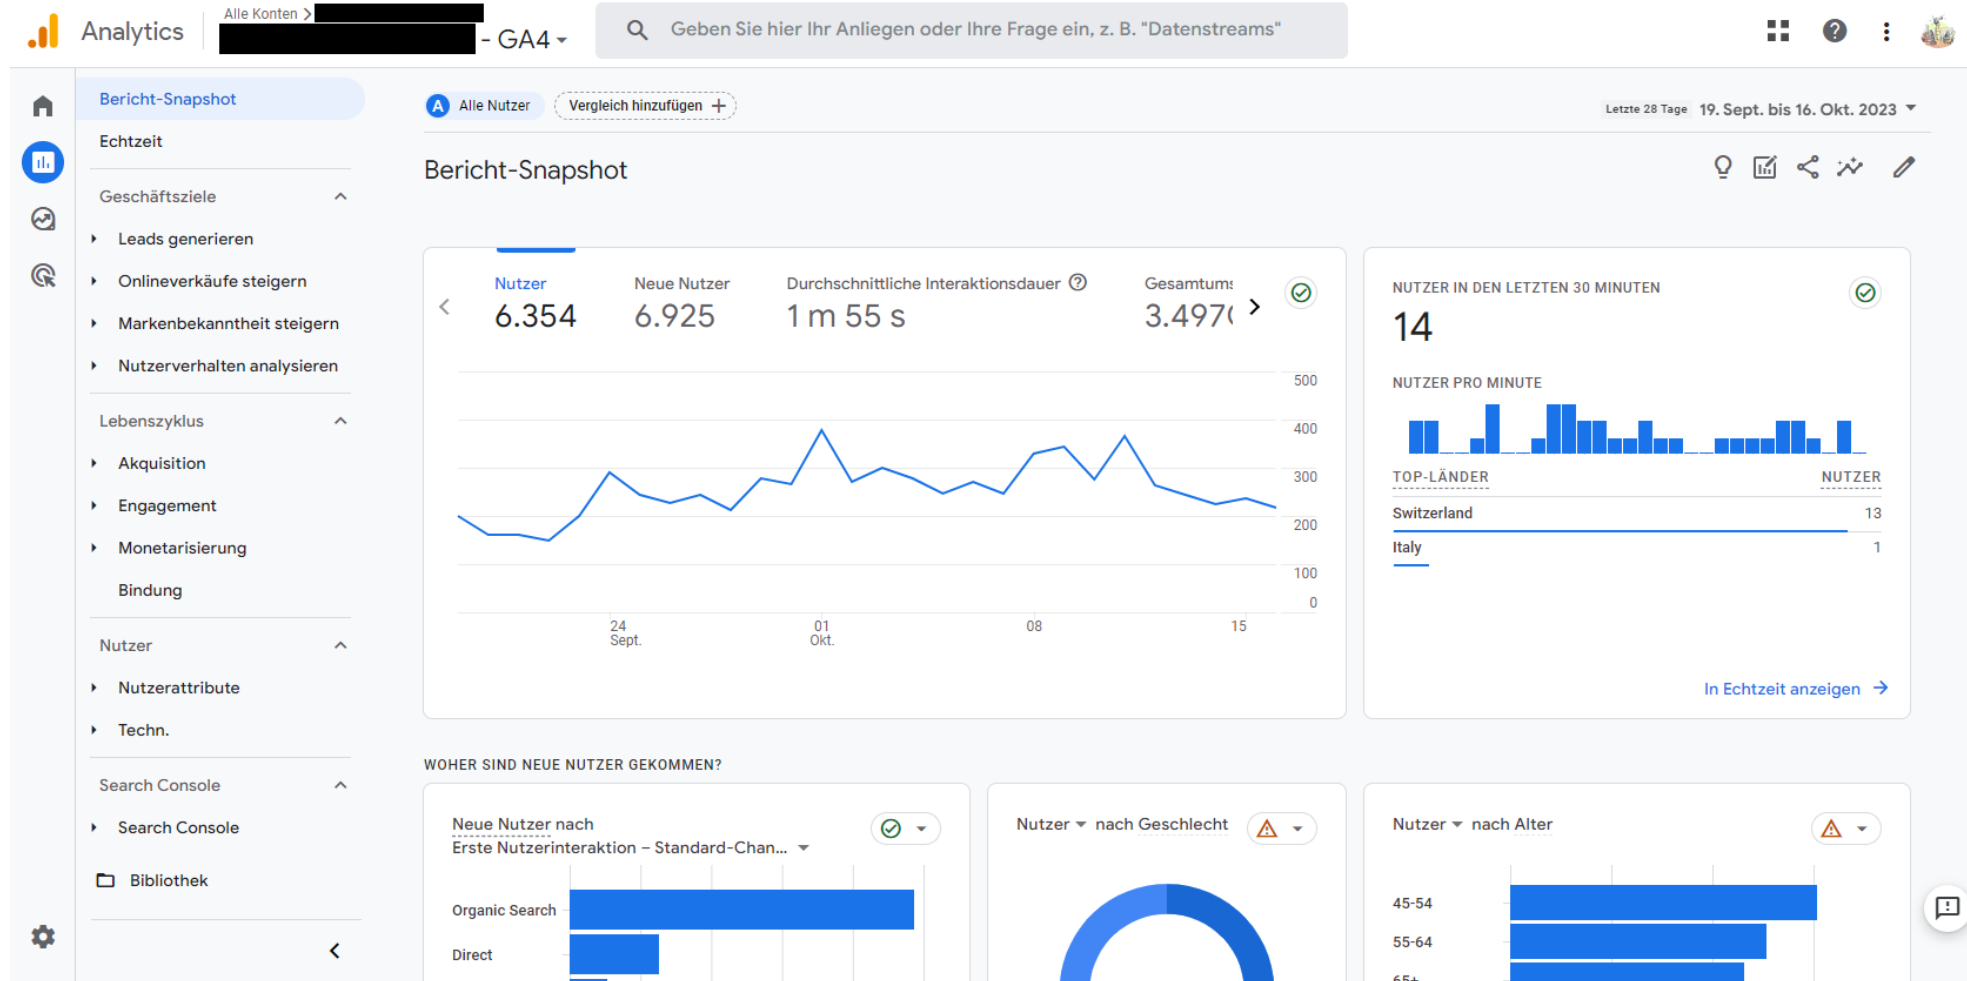 Analytics
Alle Konten >
- GA4
Geben Sie hier Ihr Anliegen oder Ihre Frage ein, z. B. "Datenstreams"
Bericht-Snapshot
Echtzeit
Geschäftsziele
Leads generieren
Onlineverkäufe steigern
Markenbekanntheit steigern
Nutzerverhalten analysieren
Lebenszyklus
Akquisition
Engagement
Monetarisierung
Bindung
Nutzer
Nutzerattribute
Techn.
Search Console
Search Console
Bibliothek
A Alle Nutzer
Vergleich hinzufügen +
Letzte 28 Tage 19. Sept. bis 16. Okt. 2023
Bericht-Snapshot
Nutzer
6.354
Neue Nutzer
6.925
Durchschnittliche Interaktionsdauer
1 m 55 s
500
400
300
200
100
0
24
Sept.
01
Okt.
08
15
NUTZER IN DEN LETZTEN 30 MINUTEN
14
NUTZER PRO MINUTE
TOP-LÄNDER NUTZER
Switzerland 13
Italy 1
In Echtzeit anzeigen
WOHER SIND NEUE NUTZER GEKOMMEN?
Neue Nutzer nach
Erste Nutzerinteraktion – Standard-Chan...
Organic Search
Direct
Nutzer nach Geschlecht
Nutzer nach Alter
45-54
55-64